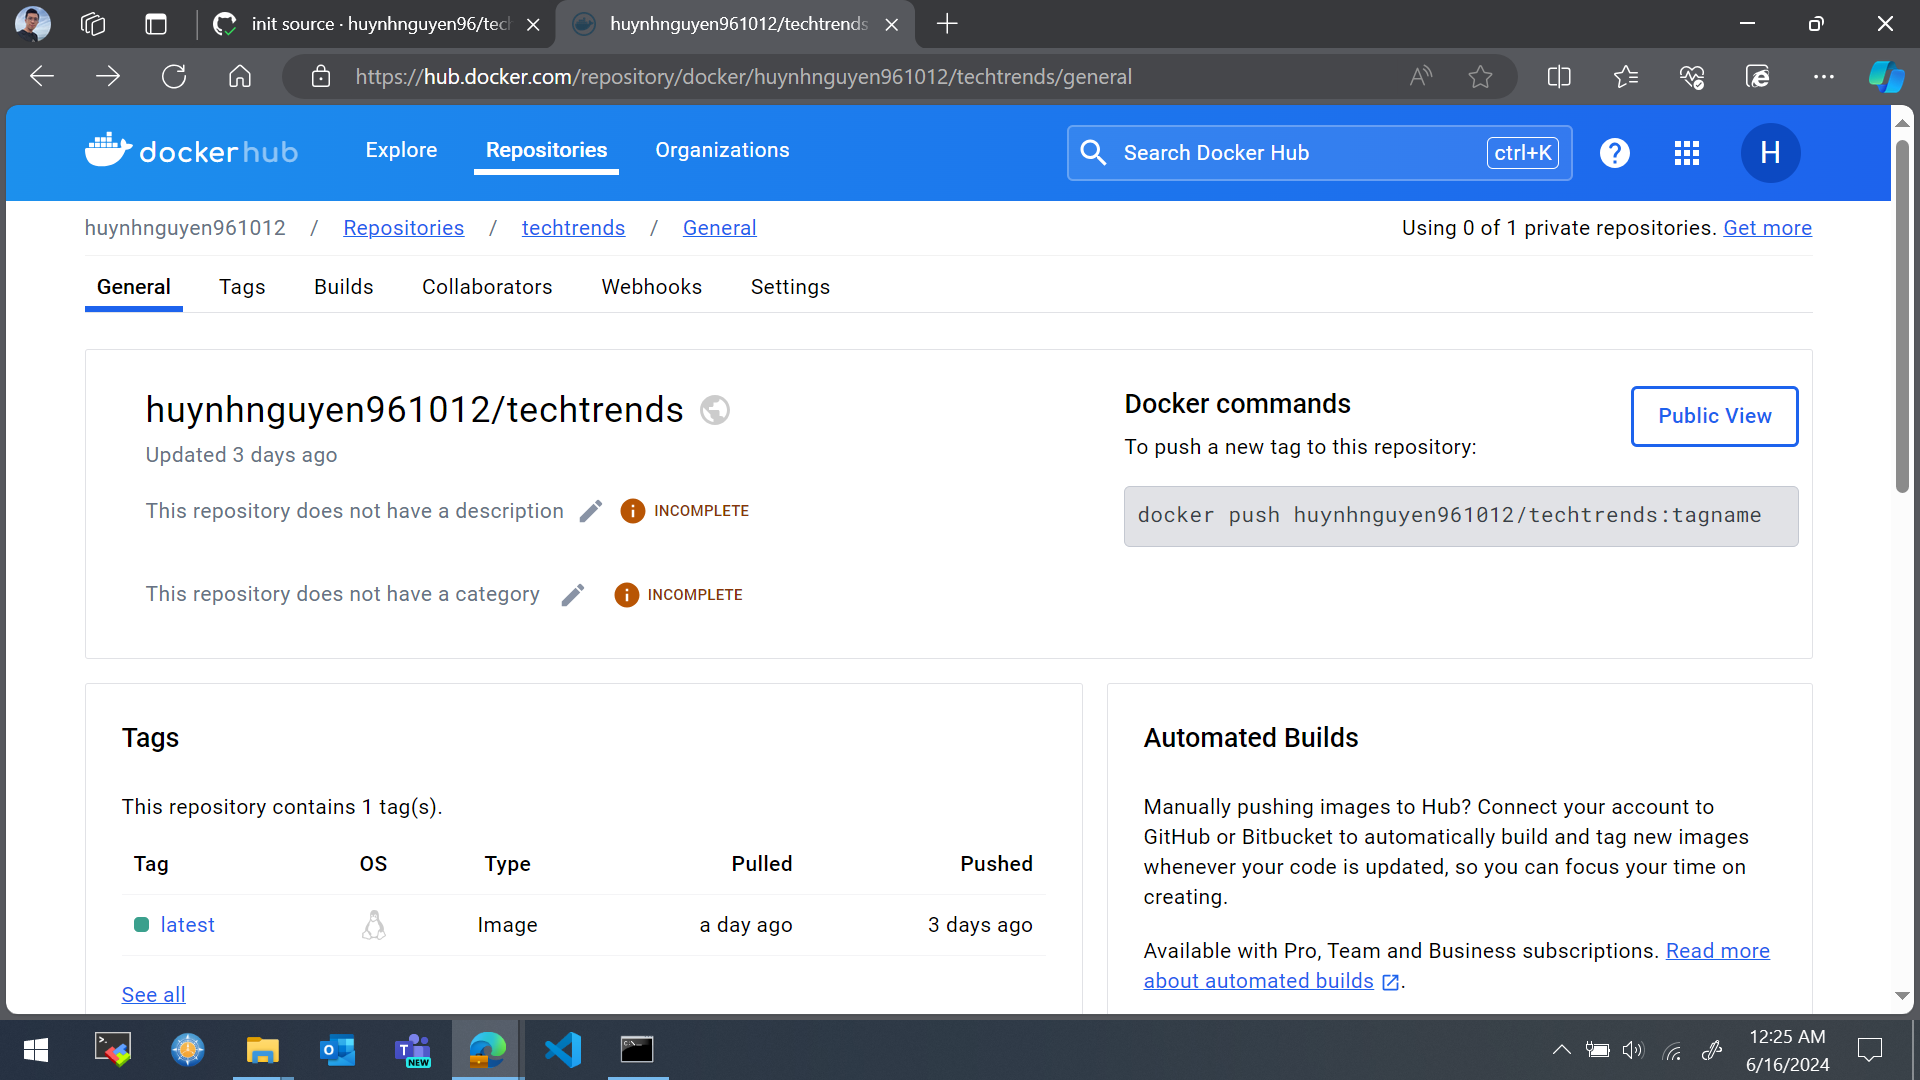 init source · huynhnguyen96/tech
huynhnguyen961012/techtrends
https://hub.docker.com/repository/docker/huynhnguyen961012/techtrends/general
dockerhub
Explore
Repositories
Organizations
Search Docker Hub
ctrl+K
?
H
huynhnguyen961012 / Repositories / techtrends / General
Using 0 of 1 private repositories. Get more
General
Tags
Builds
Collaborators
Webhooks
Settings
huynhnguyen961012/techtrends
Updated 3 days ago
This repository does not have a description
INCOMPLETE
This repository does not have a category
INCOMPLETE
Docker commands
Public View
To push a new tag to this repository:
docker push huynhnguyen961012/techtrends:tagname
Tags
This repository contains 1 tag(s).
Tag OS Type Pulled Pushed
latest Image a day ago 3 days ago
See all
Automated Builds
Manually pushing images to Hub? Connect your account to
GitHub or Bitbucket to automatically build and tag new images
whenever your code is updated, so you can focus your time on
creating.
Available with Pro, Team and Business subscriptions. Read more
about automated builds.
NEW
12:25 AM
6/16/2024